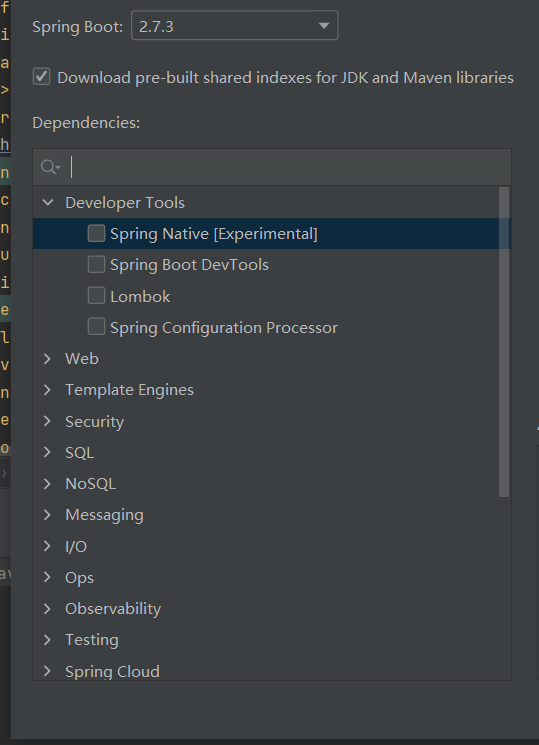 Spring Boot: 2.7.3
Download pre-built shared indexes for JDK and Maven libraries
Dependencies:
Developer Tools
Spring Native [Experimental]
Spring Boot DevTools
Lombok
Spring Configuration Processor
Web
Template Engines
Security
SQL
NoSQL
Messaging
I/O
Ops
Observability
Testing
Spring Cloud